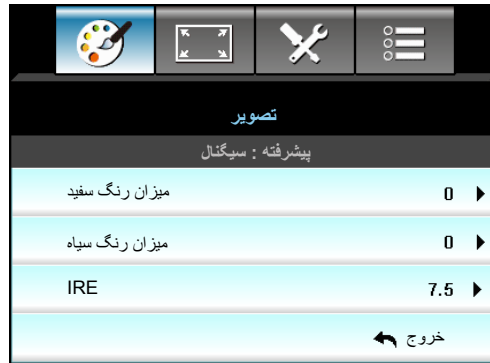 تصویر
پیشرفته : سیگنال
میزان رنگ سفید 0
میزان رنگ سیاه 0
IRE 7.5
خروج